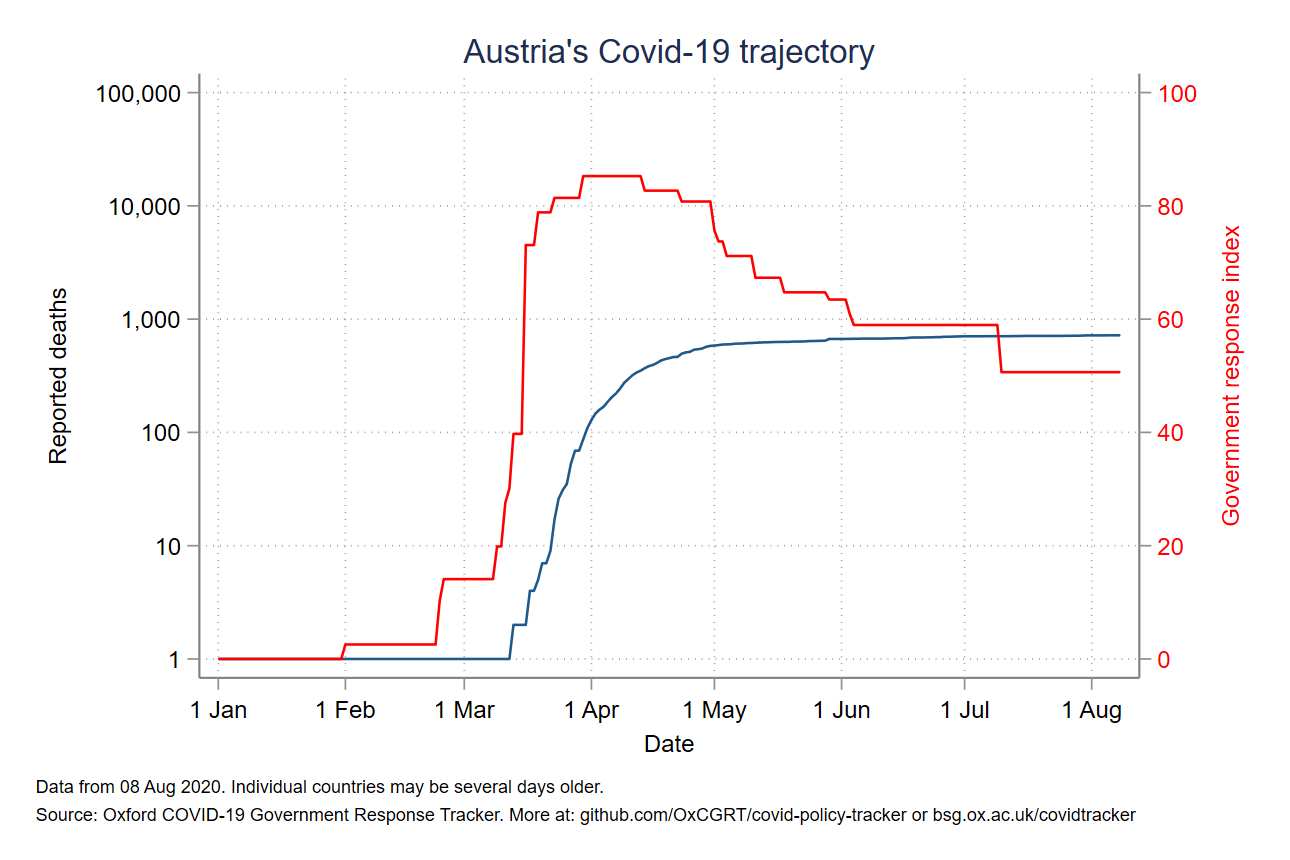 Austria's Covid-19 trajectory
100,000
10,000
1,000
100
10
1
Reported deaths
100
80
60
40
20
0
Government response index
1 Jan 1 Feb 1 Mar 1 Apr 1 May 1 Jun 1 Jul 1 Aug
Date
Data from 08 Aug 2020. Individual countries may be several days older.
Source: Oxford COVID-19 Government Response Tracker. More at: github.com/OxCGRT/covid-policy-tracker or bsg.ox.ac.uk/covidtracker